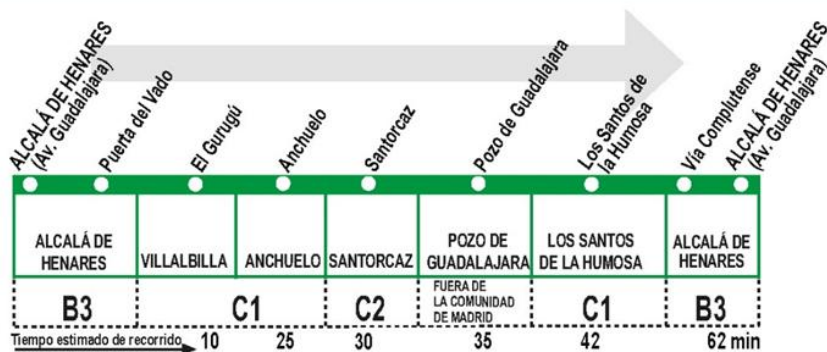 ALCALÁ DE HENARES
(Av. Guadalajara)
Puerta del Vado
El Gurugú
Anchuelo
Santorcaz
Pozo de Guadalajara
Los Santos de
la Humosa
Vía Complutense
ALCALÁ DE HENARES
(Av. Guadalajara)
ALCALÁ DE
HENARES
VILLALBILLA
ANCHUELO
SANTORCAZ
POZO DE
GUADALAJARA
LOS SANTOS
DE LA HUMOSA
ALCALÁ DE
HENARES
B3
C1
C2
FUERA DE
LA COMUNIDAD
DE MADRID
C1
B3
Tiempo estimado de recorrido
10
25
30
35
42
62 min